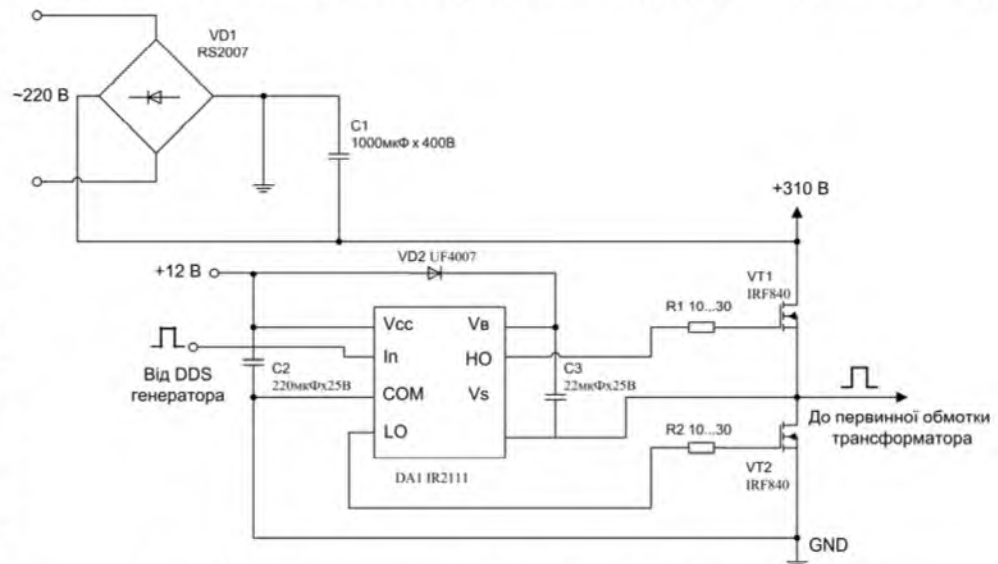 VD1
RS2007
~220 В
C1
1000мкФ x 400В
+310 В
VD2 UF4007
+12 В
VT1
IRF840
R1 10...30
Vcc
Vв
In
HO
C2
220мкФx25В
C3
22мкФx25В
Від DDS
генератора
COM
Vs
LO
До первинної обмотки
трансформатора
R2 10...30
VT2
IRF840
DA1 IR2111
GND